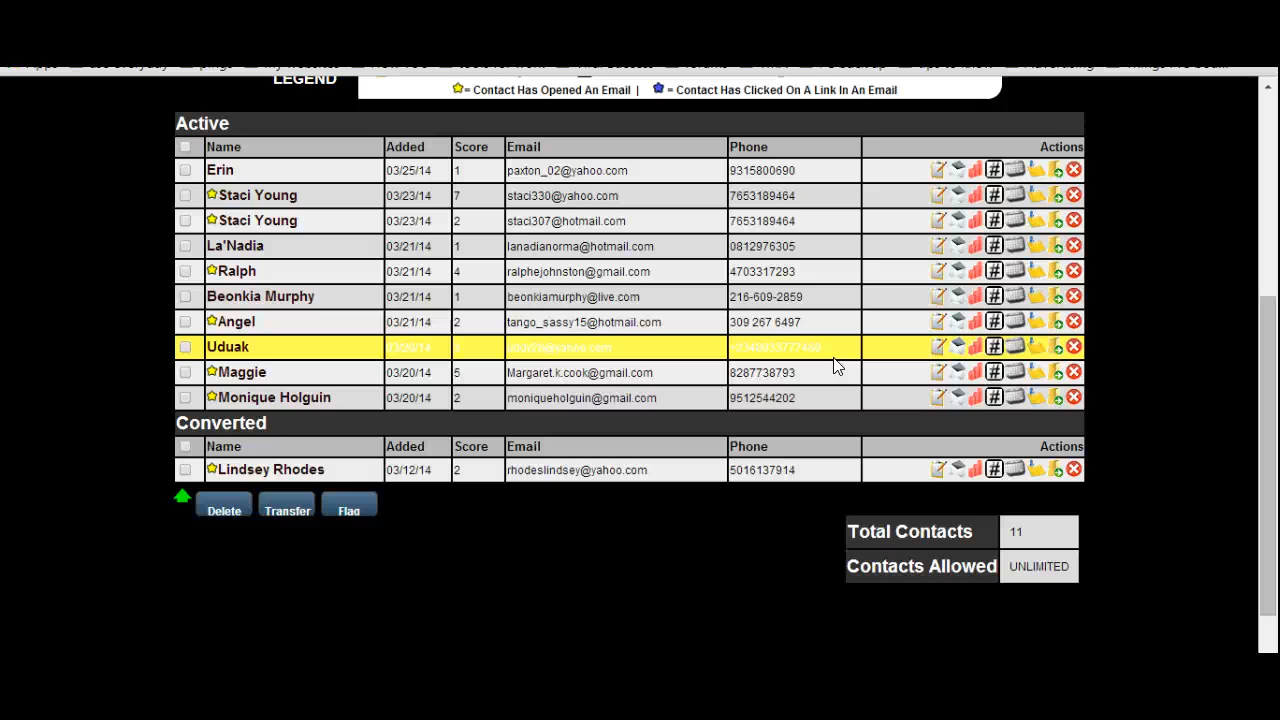 LEGEND
= Contact Has Opened An Email | = Contact Has Clicked On A Link In An Email
Active
Name Added Score Email Phone Actions
Erin 03/25/14 1 paxton_02@yahoo.com 9315800690 #
Staci Young 03/23/14 7 staci330@yahoo.com 7653189464 #
Staci Young 03/23/14 2 staci307@hotmail.com 7653189464 #
La'Nadia 03/21/14 1 lanadianorma@hotmail.com 0812976305 #
Ralph 03/21/14 4 ralphejohnston@gmail.com 4703317293 #
Beonkia Murphy 03/21/14 1 beonkiamurphy@live.com 216-609-2859 #
Angel 03/21/14 2 tango_sassy15@hotmail.com 309 267 6497 #
Uduak 03/20/14 #
Maggie 03/20/14 5 Margaret.k.cook@gmail.com 8287738793 #
Monique Holguin 03/20/14 2 moniqueholguin@gmail.com 9512544202 #
Converted
Name Added Score Email Phone Actions
Lindsey Rhodes 03/12/14 2 rhodeslindsey@yahoo.com 5016137914 #
Delete Transfer Flag
Total Contacts 11
Contacts Allowed UNLIMITED